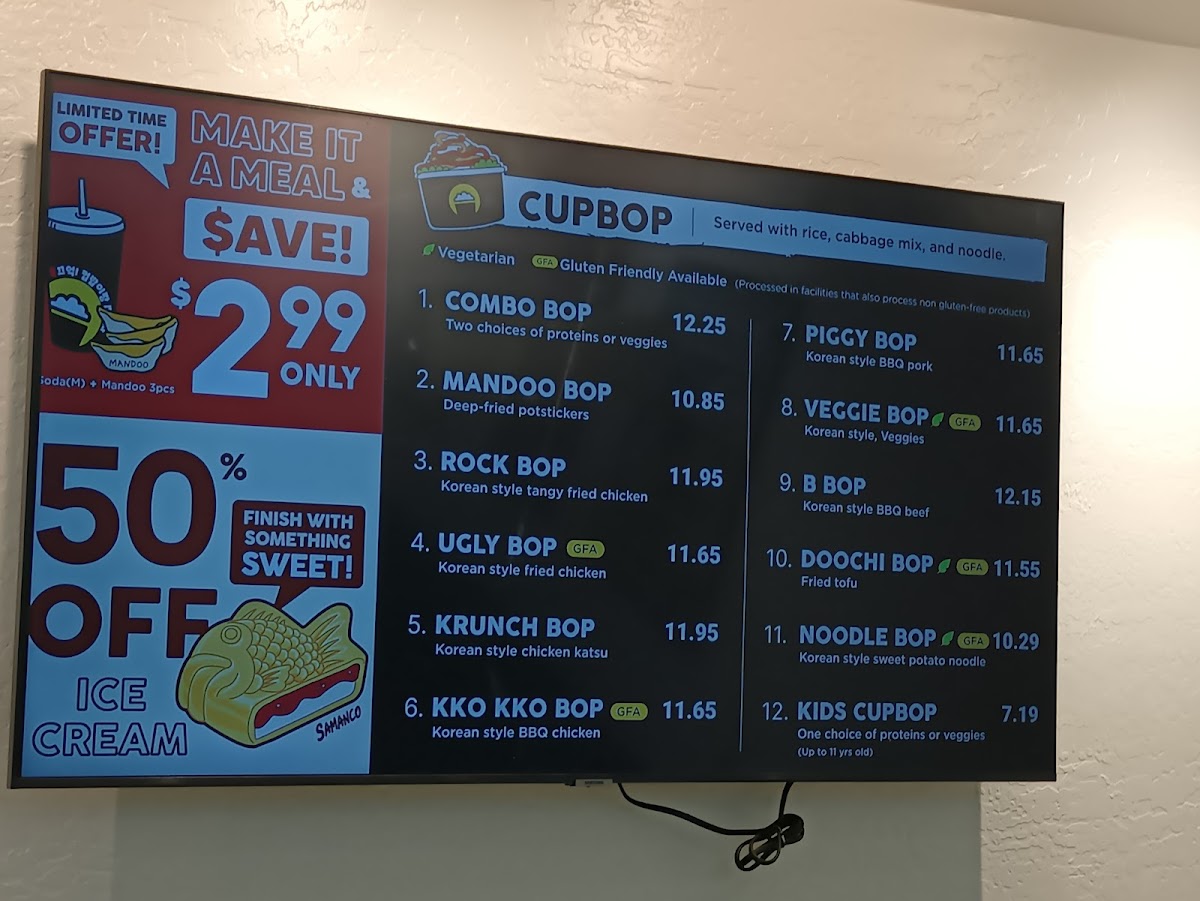 LIMITED TIME
OFFER!
MAKE IT
A MEAL &
$AVE!
$2.99
ONLY
MANDOO
Soda(M) + Mandoo 3pcs
50%
OFF
FINISH WITH
SOMETHING
SWEET!
ICE
CREAM
SAMANCO
CUPBOP
Served with rice, cabbage mix, and noodle.
Vegetarian GFA Gluten Friendly Available (Processed in facilities that also process non gluten-free products)
1. COMBO BOP 12.25
Two choices of proteins or veggies
2. MANDOO BOP 10.85
Deep-fried potstickers
3. ROCK BOP 11.95
Korean style tangy fried chicken
4. UGLY BOP GFA 11.65
Korean style fried chicken
5. KRUNCH BOP 11.95
Korean style chicken katsu
6. KKO KKO BOP GFA 11.65
Korean style BBQ chicken
7. PIGGY BOP 11.65
Korean style BBQ pork
8. VEGGIE BOP GFA 11.65
Korean style, Veggies
9. B BOP 12.15
Korean style BBQ beef
10. DOOCHI BOP GFA 11.55
Fried tofu
11. NOODLE BOP GFA 10.29
Korean style sweet potato noodle
12. KIDS CUPBOP 7.19
One choice of proteins or veggies
(Up to 11 yrs old)